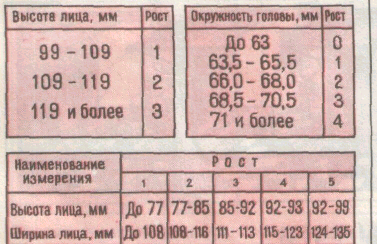 Высота лица, мм Рост
99 – 109 1
109 – 119 2
119 и более 3
Окружность головы, мм Рост
До 63 0
63,5 – 65,5 1
66,0 – 68,0 2
68,5 – 70,5 3
71 и более 4
Наименование измерения РОСТ
1 2 3 4 5
Высота лица, мм До 77 77-85 85-92 92-93 92-99
Ширина лица, мм До 108 108-116 111-113 115-123 124-135